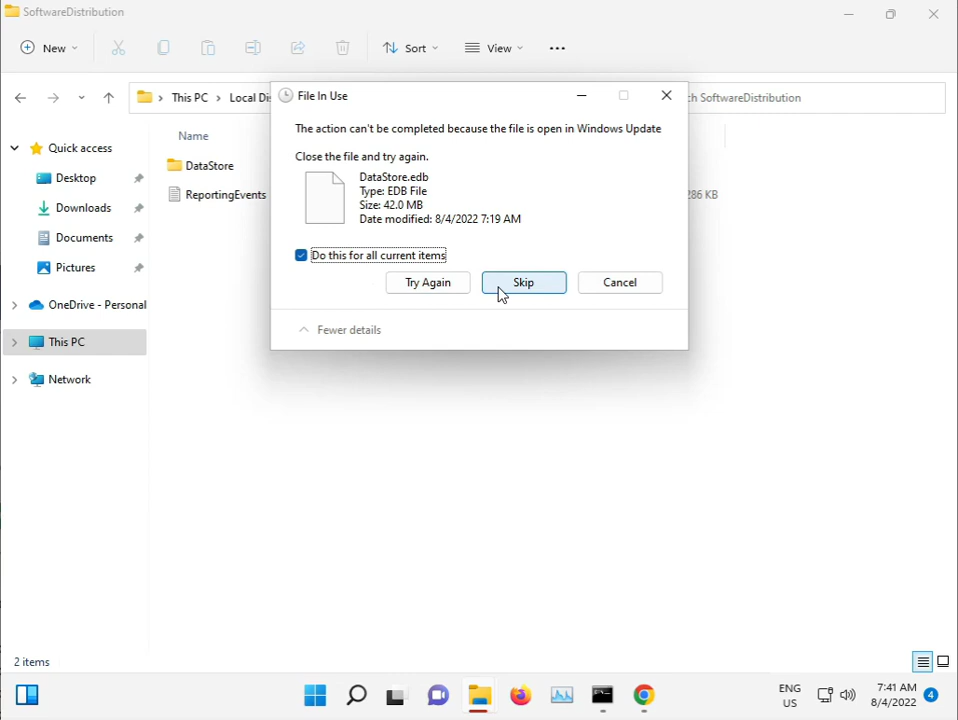 SoftwareDistribution
New
Sort
View
This PC
Local Dis
ch SoftwareDistribution
File In Use
The action can't be completed because the file is open in Windows Update
Close the file and try again.
DataStore.edb
Type: EDB File
Size: 42.0 MB
Date modified: 8/4/2022 7:19 AM
Do this for all current items
Try Again
Skip
Cancel
Fewer details
Name
DataStore
ReportingEvents
286 KB
Quick access
Desktop
Downloads
Documents
Pictures
OneDrive - Personal
This PC
Network
2 items
ENG
US
7:41 AM
8/4/2022
4